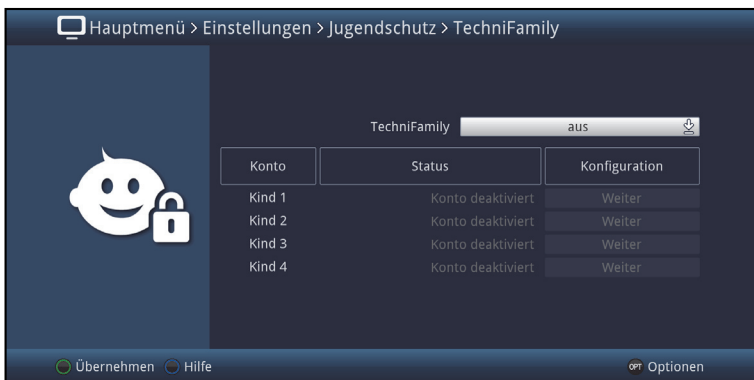 Hauptmenü > Einstellungen > Jugendschutz > TechniFamily
TechniFamily aus
Konto Status Konfiguration
Kind 1 Konto deaktiviert Weiter
Kind 2 Konto deaktiviert Weiter
Kind 3 Konto deaktiviert Weiter
Kind 4 Konto deaktiviert Weiter
Übernehmen Hilfe OPT Optionen